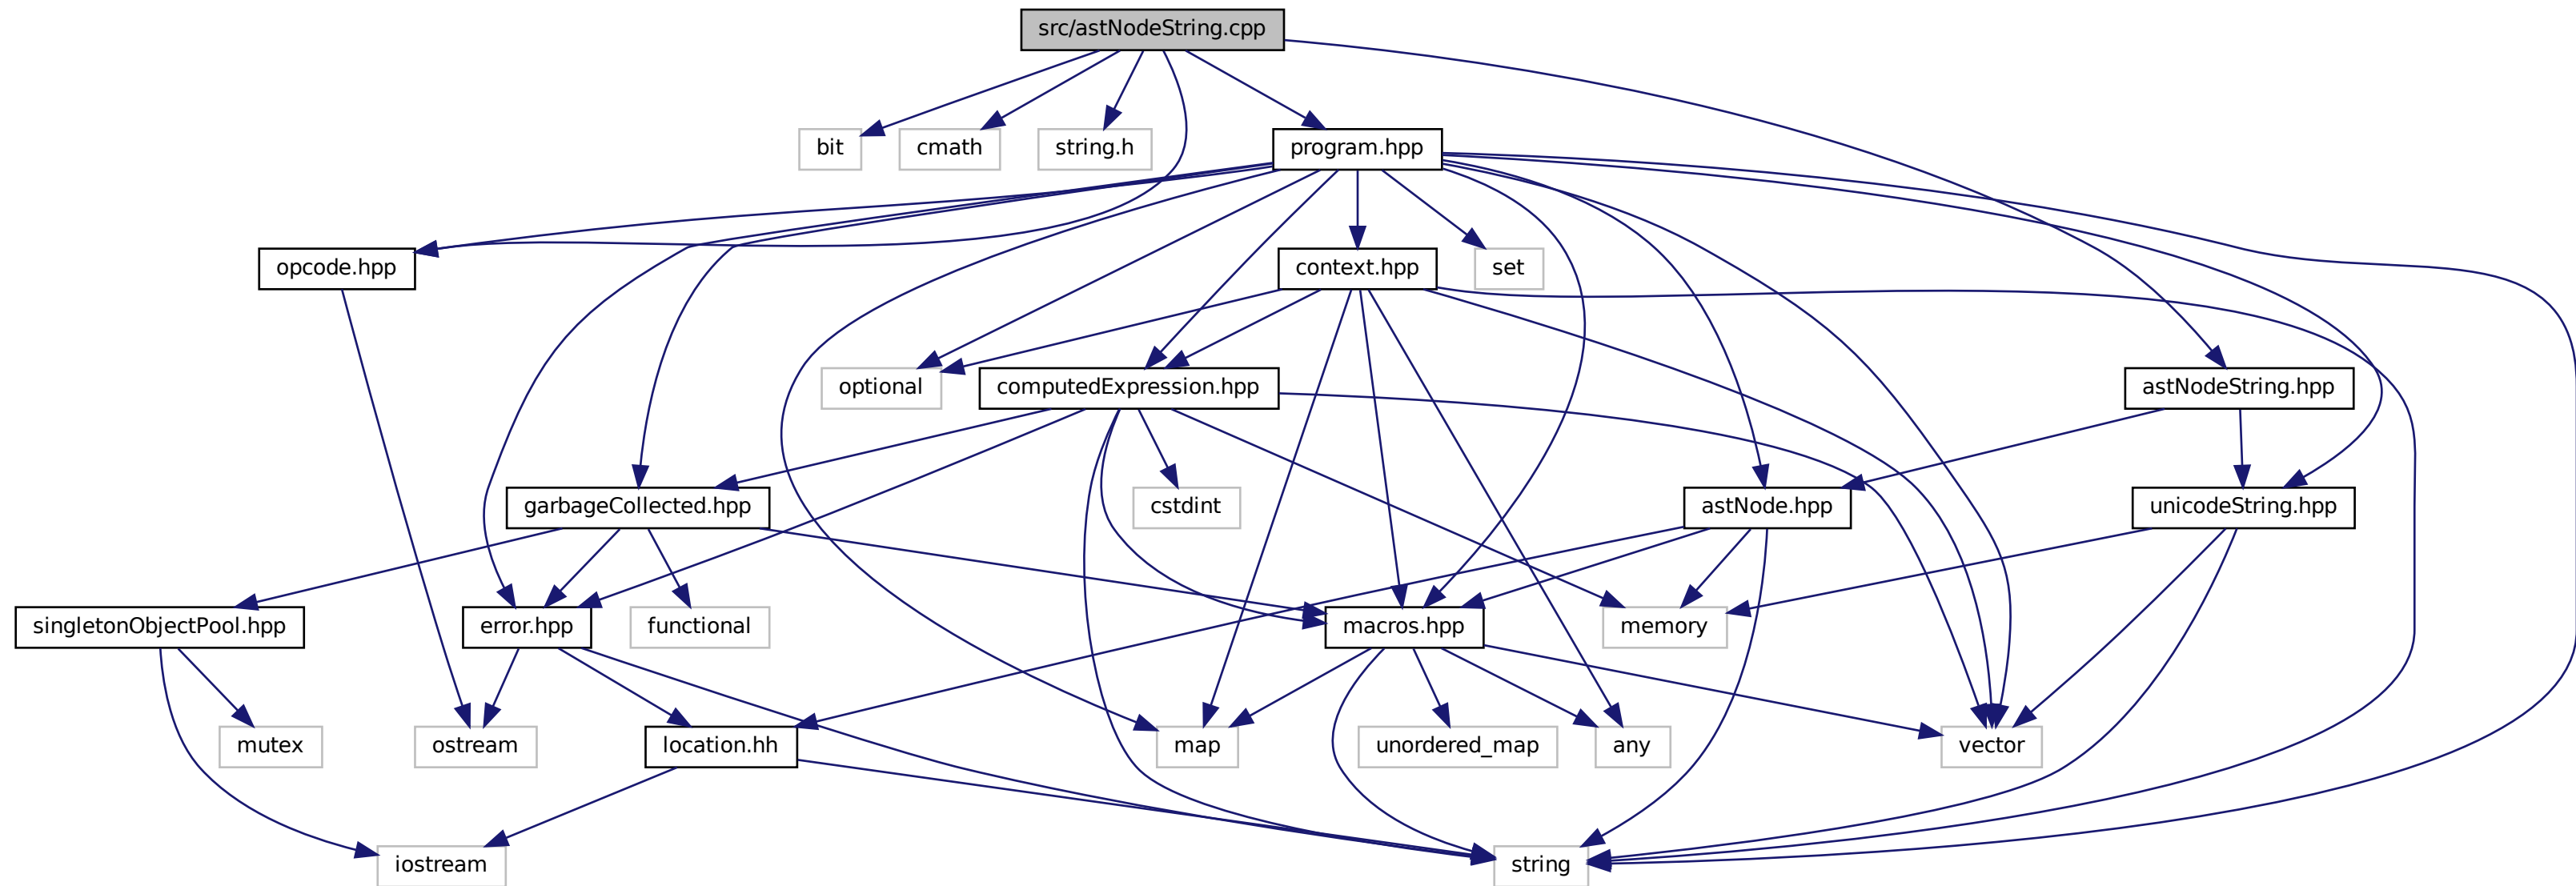 src/astNodeString.cpp
bit
cmath
string.h
program.hpp
opcode.hpp
context.hpp
set
optional
computedExpression.hpp
astNodeString.hpp
garbageCollected.hpp
cstdint
astNode.hpp
unicodeString.hpp
singletonObjectPool.hpp
error.hpp
functional
macros.hpp
memory
mutex
ostream
location.hh
map
unordered_map
any
vector
iostream
string